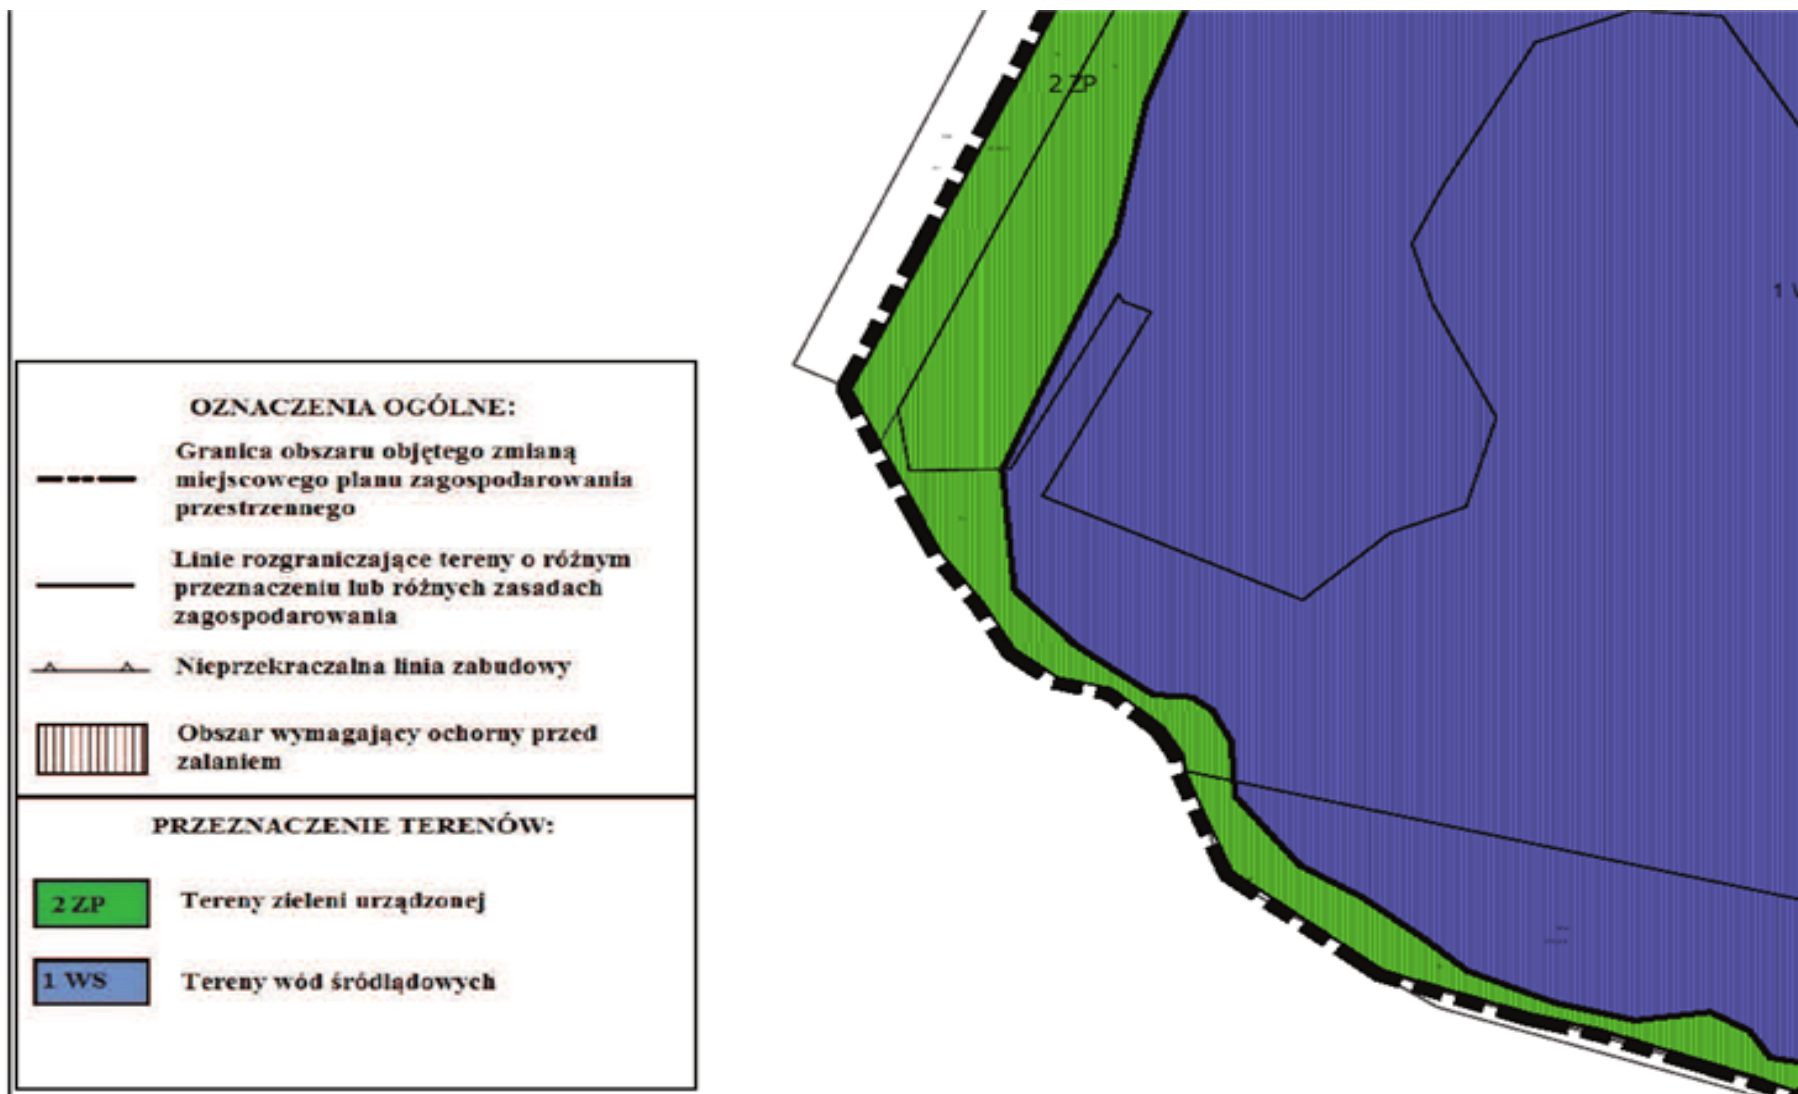 2 ZP
1 W
OZNACZENIA OGÓLNE:
Granica obszaru objętego zmianą
miejscowego planu zagospodarowania
przestrzennego
Linie rozgraniczające tereny o różnym
przeznaczeniu lub różnych zasadach
zagospodarowania
Nieprzekraczalna linia zabudowy
Obszar wymagający ochorny przed
zalaniem
PRZEZNACZENIE TERENÓW:
2 ZP Tereny zieleni urządzonej
1 WS Tereny wód śródlądowych